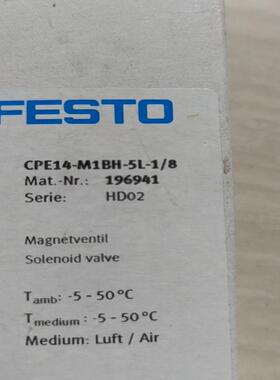 FESTO
CPE14-M1BH-5L-1/8
Mat.-Nr.: 196941
Serie: HD02
Magnetventil
Solenoid valve
Tamb: -5 - 50 °C
Tmedium : -5 - 50 °C
Medium: Luft / Air